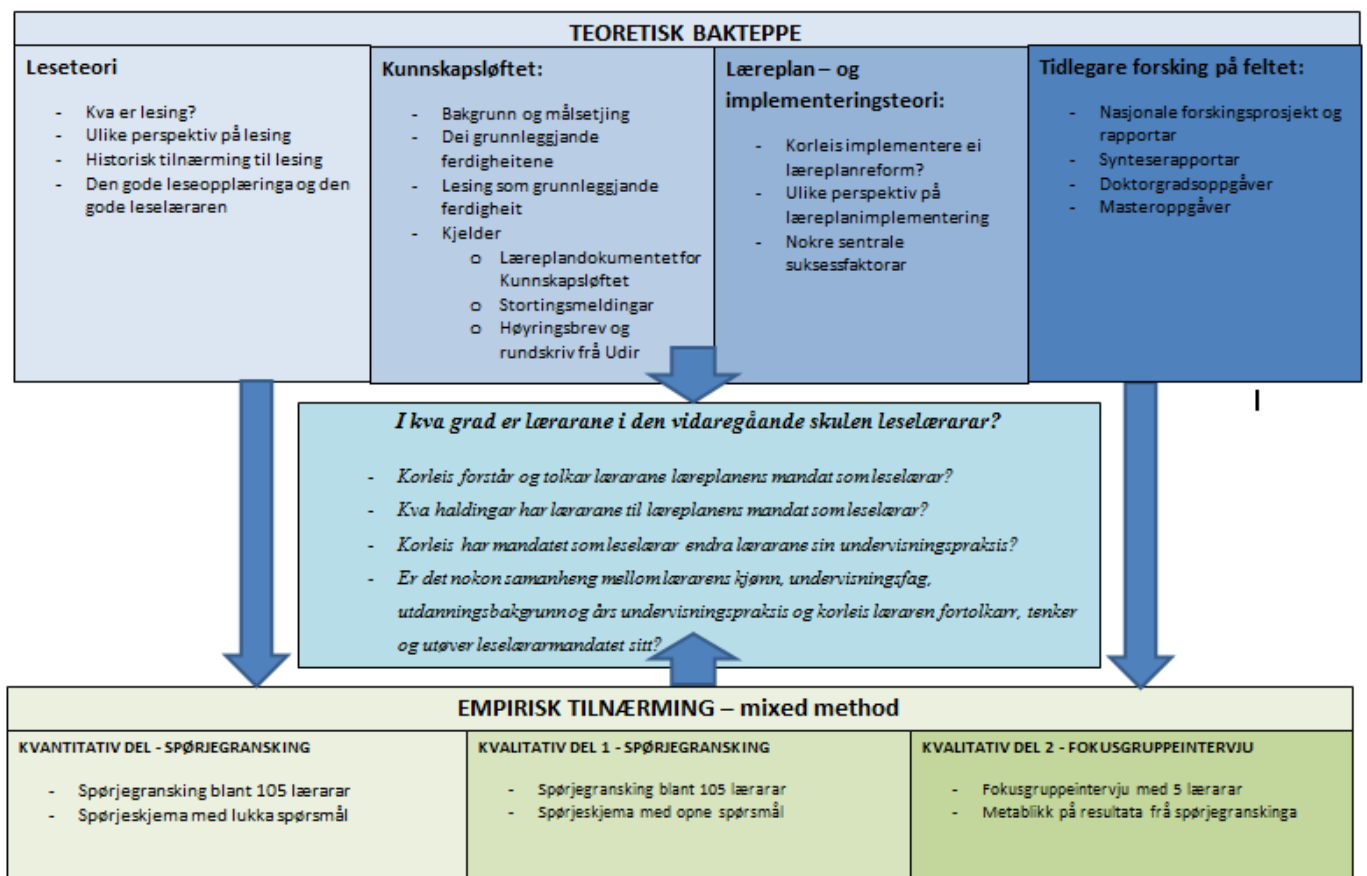 TEORETISK BAKTEPPE
Leseteori
- Kva er lesing?
- Ulike perspektiv på lesing
- Historisk tilnærming til lesing
- Den gode leseopplæringa og den
gode leselæraren
Kunnskapsløftet:
- Bakgrunn og målsetjing
- Dei grunnleggjande
ferdigheitene
- Lesing som grunnleggjande
ferdigheit
- Kjelder
o Læreplandokumentet for
Kunnskapsløftet
o Stortingsmeldingar
o Høyringsbrev og
rundskriv frå Udir
Læreplan – og
implementeringsteori:
- Korleis implementere ei
læreplanreform?
- Ulike perspektiv på
læreplanimplementering
- Nokre sentrale
suksessfaktorar
Tidlegare forsking på feltet:
- Nasjonale forskingsprosjekt og
rapportar
- Synteserapportar
- Doktorgradsoppgåver
- Masteroppgåver
I kva grad er lærarane i den vidaregåande skulen leselærarar?
- Korleis forstår og tolkar lærarane læreplanens mandat som leselærar?
- Kva haldingar har lærarane til læreplanens mandat som leselærar?
- Korleis har mandatet som leselærar endra lærarane sin undervisningspraksis?
- Er det nokon samanheng mellom lærarens kjønn, undervisningsfag,
utdanningsbakgrunn og års undervisningspraksis og korleis læraren fortolkarr, tenker
og utøver leselærarmandatet sitt?
EMPIRISK TILNÆRMING – mixed method
KVANTITATIV DEL - SPØRJEGRANSKING
- Spørjegransking blant 105 lærarar
- Spørjeskjema med lukka spørsmål
KVALITATIV DEL 1 - SPØRJEGRANSKING
- Spørjegransking blant 105 lærarar
- Spørjeskjema med opne spørsmål
KVALITATIV DEL 2 - FOKUSGRUPPEINTERVJU
- Fokusgruppeintervju med 5 lærarar
- Metablikk på resultata frå spørjegranskinga